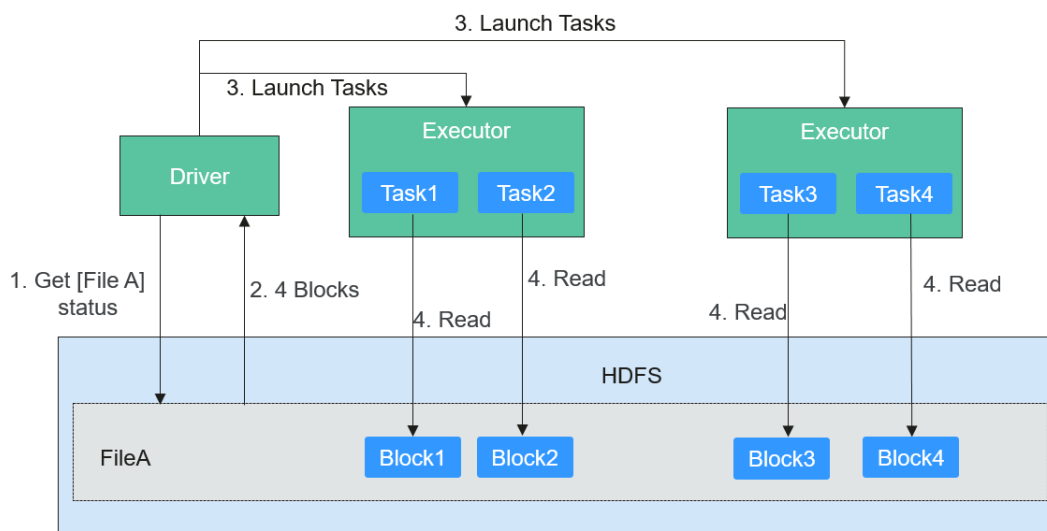 3. Launch Tasks
3. Launch Tasks
Executor
Executor
Driver
Task1
Task2
Task3
Task4
1. Get [File A]
status
2. 4 Blocks
4. Read
4. Read
4. Read
4. Read
HDFS
FileA
Block1
Block2
Block3
Block4